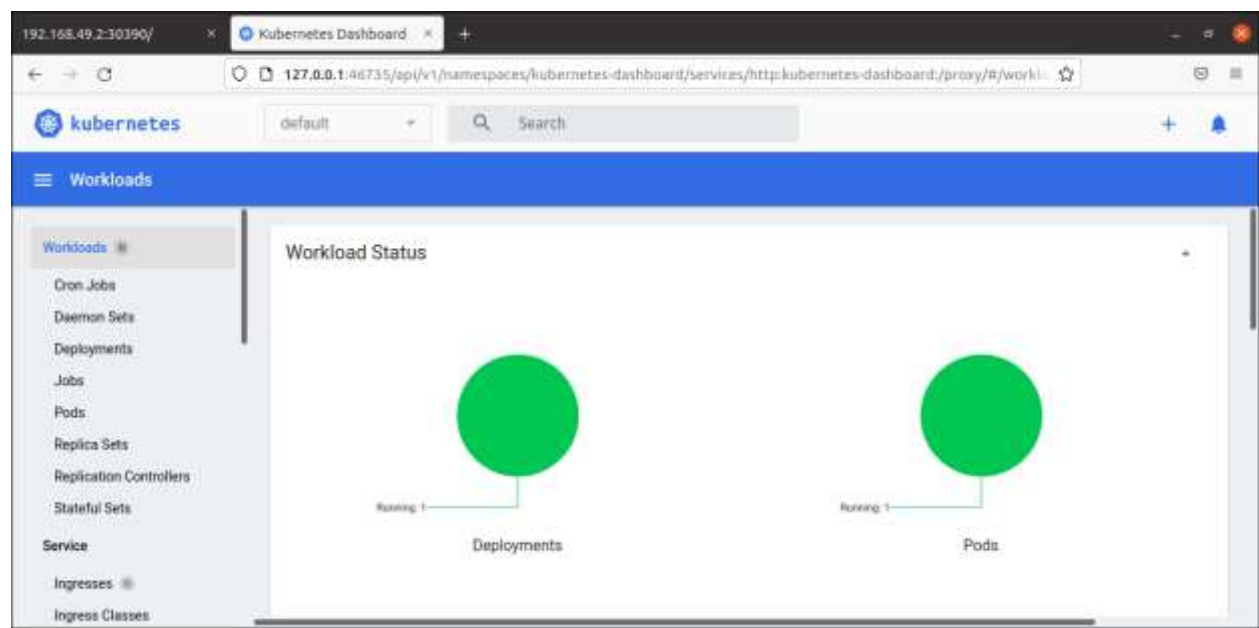 192.168.49.2:30390/ × Kubernetes Dashboard × +
127.0.0.1:46735/api/v1/namespaces/kubernetes-dashboard/services/http:kubernetes-dashboard:/proxy/#/workl
kubernetes default Search +
Workloads
Workloads N
Workload Status
Cron Jobs
Daemon Sets
Deployments
Jobs
Pods
Replica Sets
Replication Controllers
Stateful Sets
Service
Ingresses N
Ingress Classes
Running: 1
Deployments
Running: 1
Pods